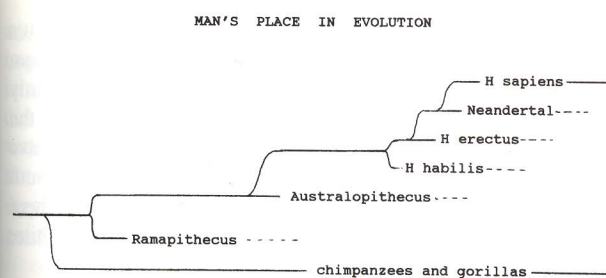 MAN'S PLACE IN EVOLUTION
H sapiens
Neandertal
H erectus
H habilis
Australopithecus
Ramapithecus
chimpanzees and gorillas